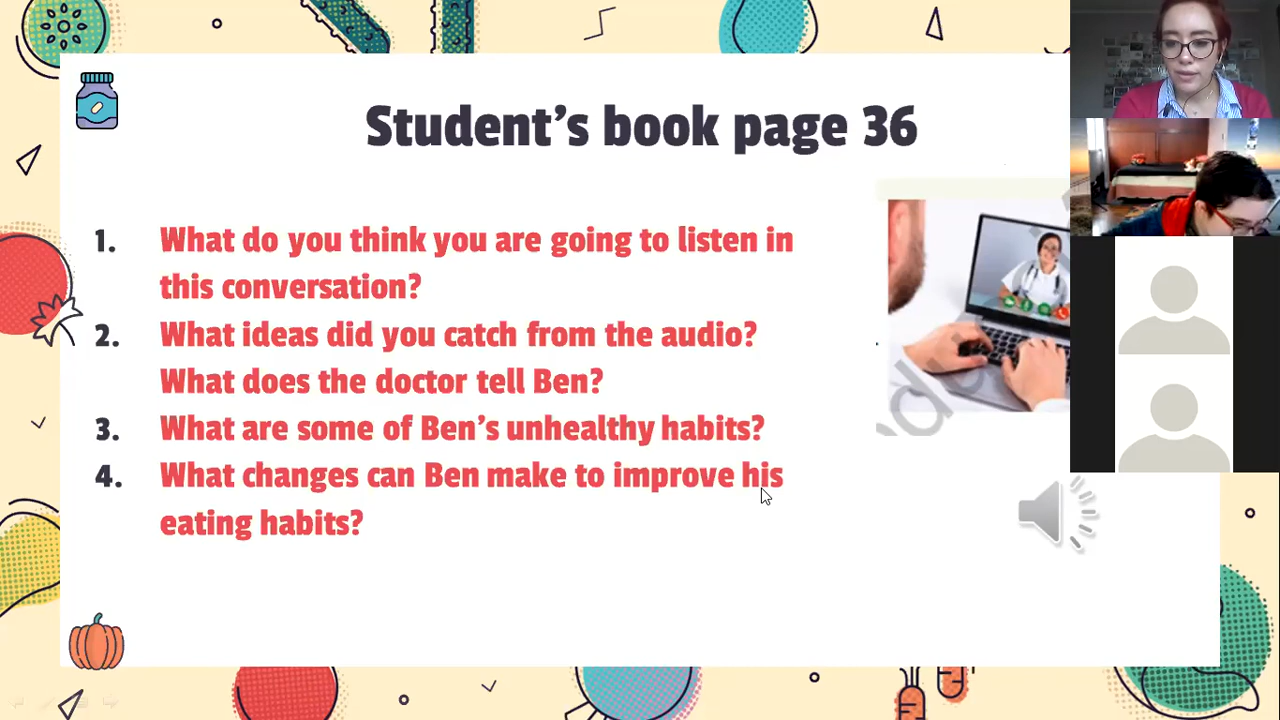 Student's book page 36
1. What do you think you are going to listen in
this conversation?
2. What ideas did you catch from the audio?
What does the doctor tell Ben?
3. What are some of Ben's unhealthy habits?
4. What changes can Ben make to improve his
eating habits?